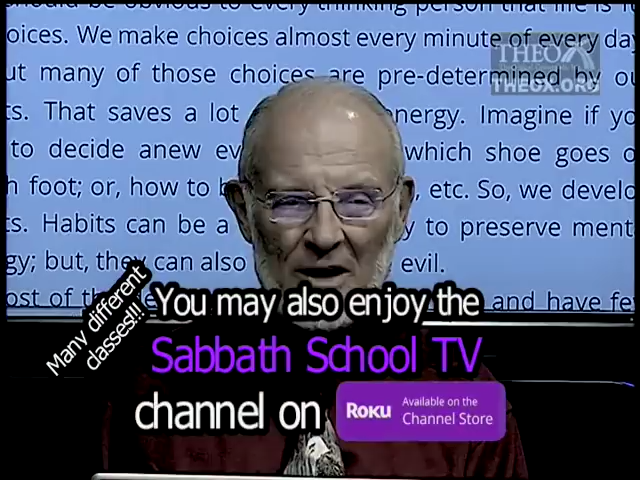 should be obvious to every thinking person that life is
oices. We make choices almost every minute of every day
ut many of those choices are pre-determined by ou
ts. That saves a lot energy. Imagine if yo
to decide anew ev which shoe goes o
h foot; or, how to b , etc. So, we develo
ts. Habits can be a y to preserve ment
gy; but, they can also evil.
ost of and have fe
THEOX
THEOX.ORG
Many different
classes!!!
You may also enjoy the
Sabbath School TV
channel on
Roku
Available on the
Channel Store